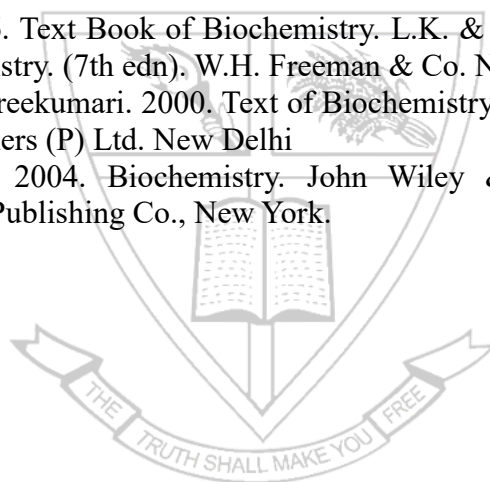 . Text Book of Biochemistry. L.K. &
stry. (7th edn). W.H. Freeman & Co. N
reekumari. 2000. Text of Biochemistry
ers (P) Ltd. New Delhi
2004. Biochemistry. John Wiley &
Publishing Co., New York.
THE TRUTH SHALL MAKE YOU FREE